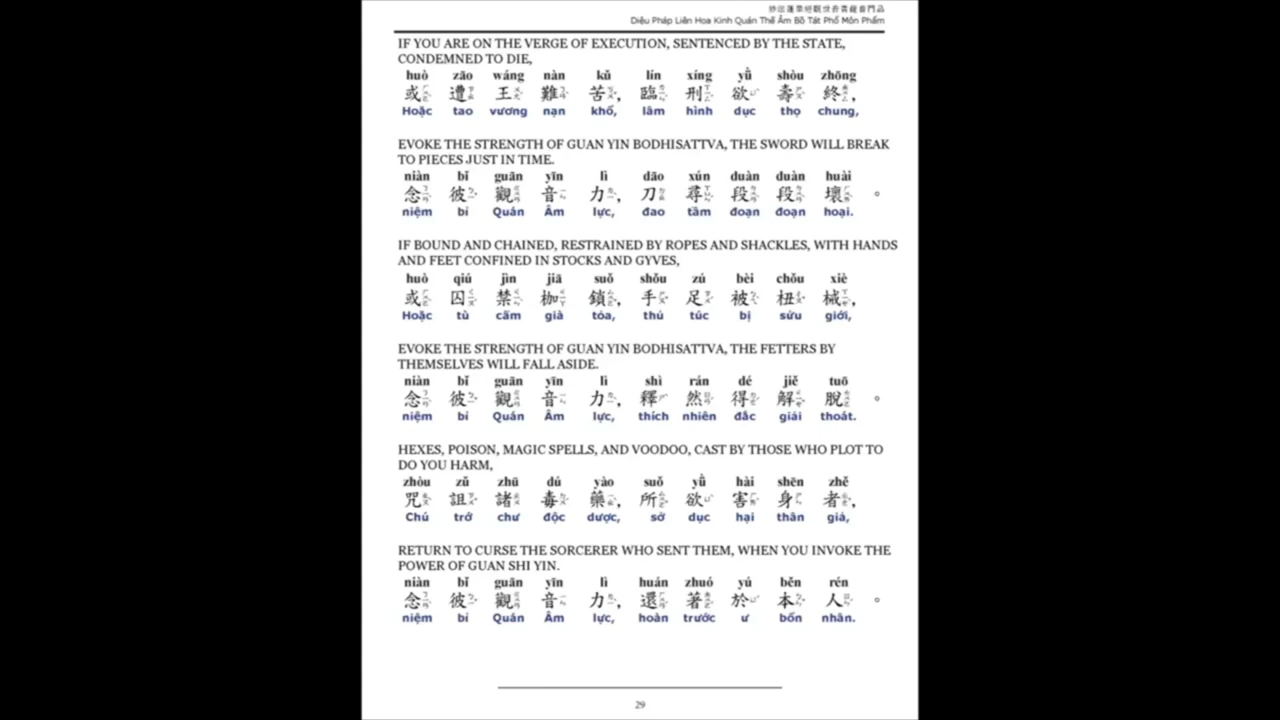 妙法蓮華經觀世音菩薩普門品
Diệu Pháp Liên Hoa Kinh Quán Thế Âm Bồ Tát Phổ Môn Phẩm
IF YOU ARE ON THE VERGE OF EXECUTION, SENTENCED BY THE STATE,
CONDEMNED TO DIE,
huò zāo wáng nàn kǔ lín xíng yǜ shòu zhōng
或遭王難苦，臨刑欲壽終，
Hoặc tao vương nạn khổ, lâm hình dục thọ chung,
EVOKE THE STRENGTH OF GUAN YIN BODHISATTVA, THE SWORD WILL BREAK
TO PIECES JUST IN TIME.
niàn bǐ guān yīn lì dāo xún duàn duàn huài
念彼觀音力，刀尋段段壞。
niệm bỉ Quán Âm lực, đao tầm đoạn đoạn hoại.
IF BOUND AND CHAINED, RESTRAINED BY ROPES AND SHACKLES, WITH HANDS
AND FEET CONFINED IN STOCKS AND GYVES,
huò qiú jìn jiā suǒ shǒu zú bèi chǒu xiè
或囚禁枷鎖，手足被杻械，
Hoặc tù cấm già tỏa, thủ túc bị sửu giới,
EVOKE THE STRENGTH OF GUAN YIN BODHISATTVA, THE FETTERS BY
THEMSELVES WILL FALL ASIDE.
niàn bǐ guān yīn lì shì rán dé jiě tuō
念彼觀音力，釋然得解脫。
niệm bỉ Quán Âm lực, thích nhiên đắc giải thoát.
HEXES, POISON, MAGIC SPELLS, AND VOODOO, CAST BY THOSE WHO PLOT TO
DO YOU HARM,
zhòu zǔ zhū dú yào suǒ yǜ hài shēn zhě
咒詛諸毒藥，所欲害身者，
Chú trớ chư độc dược, sở dục hại thân giả,
RETURN TO CURSE THE SORCERER WHO SENT THEM, WHEN YOU INVOKE THE
POWER OF GUAN SHI YIN.
niàn bǐ guān yīn lì huán zhuó yú běn rén
念彼觀音力，還著於本人。
niệm bỉ Quán Âm lực, hoàn trước ư bổn nhân.
29